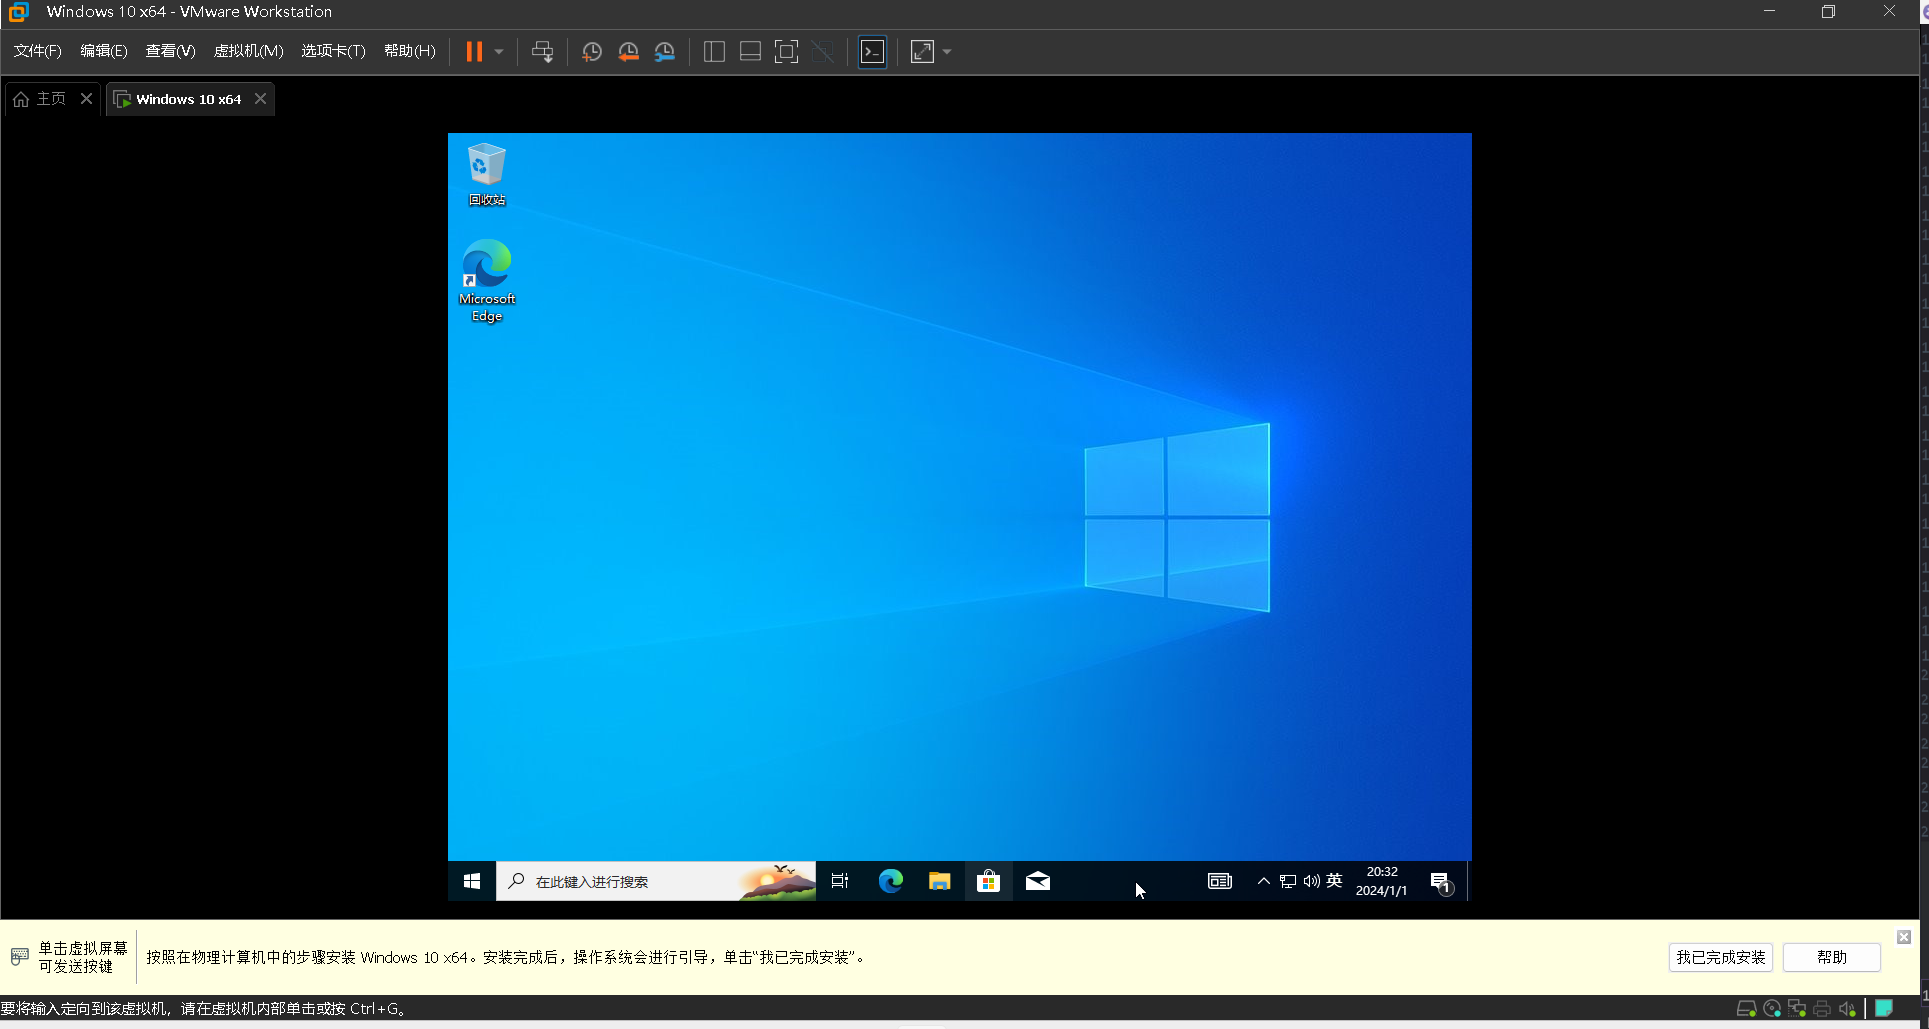 Windows 10 x64 - VMware Workstation
文件(F) 编辑(E) 查看(V) 虚拟机(M) 选项卡(T) 帮助(H)
主页 Windows 10 x64
回收站
Microsoft
Edge
在此键入进行搜索
英
20:32
2024/1/1
1
单击虚拟屏幕
可发送按键
按照在物理计算机中的步骤安装 Windows 10 x64。安装完成后，操作系统会进行引导，单击“我已完成安装”。
我已完成安装 帮助
要将输入定向到该虚拟机，请在虚拟机内部单击或按 Ctrl+G。